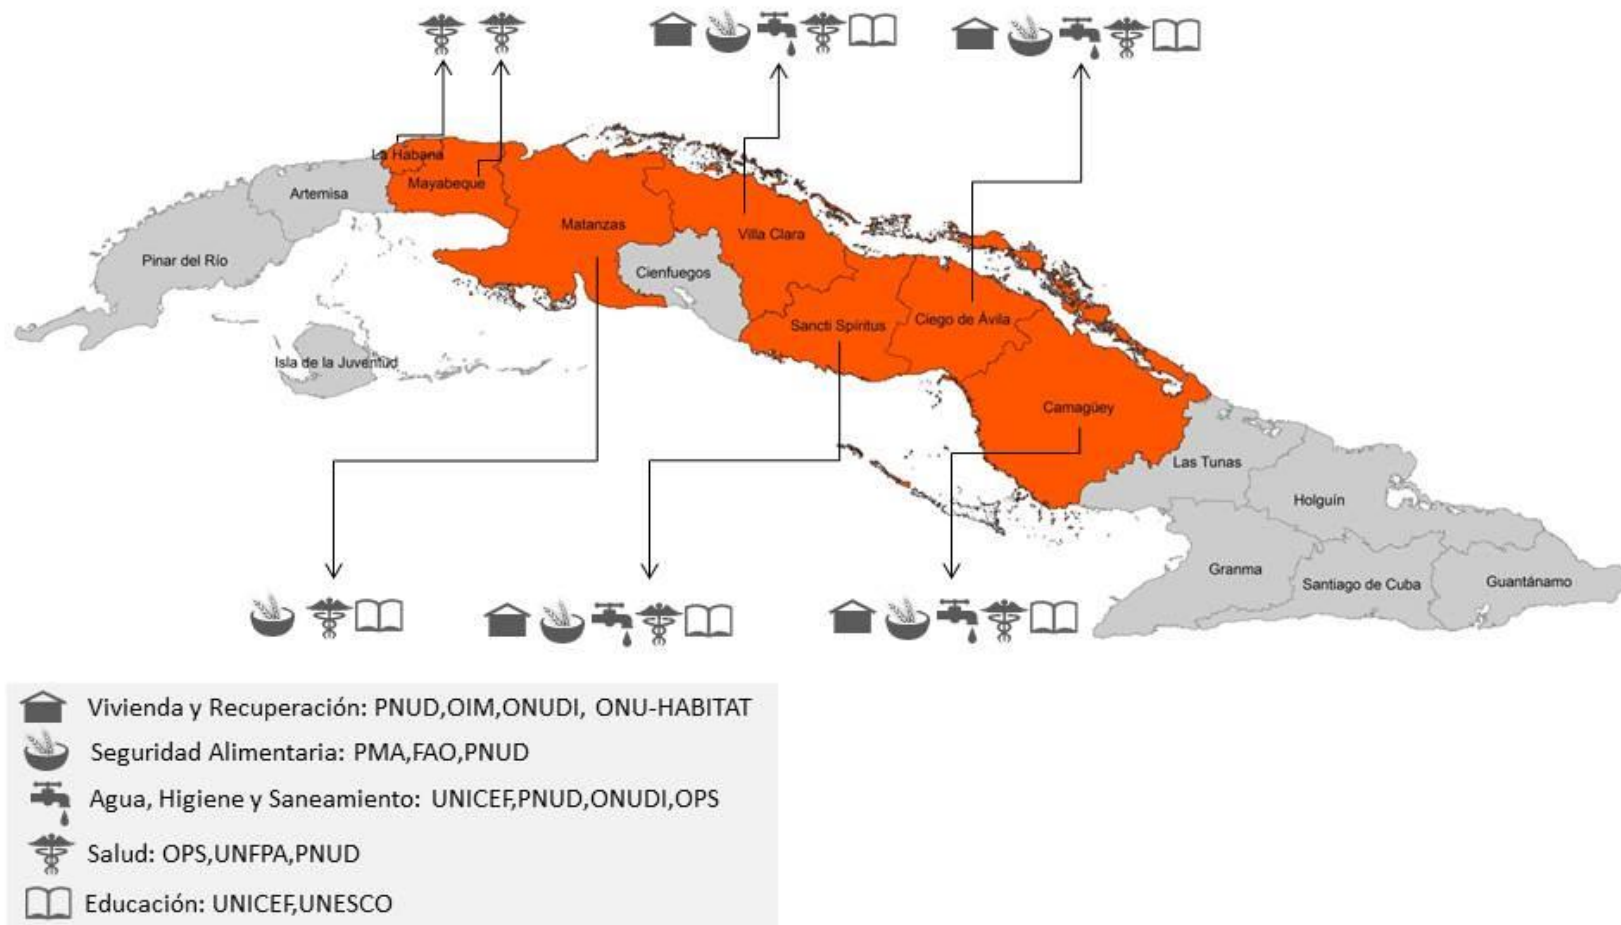 La Habana
Mayabeque
Artemisa
Pinar del Río
Isla de la Juventud
Matanzas
Cienfuegos
Villa Clara
Sancti Spiritus
Ciego de Ávila
Camagüey
Las Tunas
Holguín
Granma
Santiago de Cuba
Guantánamo
Vivienda y Recuperación: PNUD,OIM,ONUDI, ONU-HABITAT
Seguridad Alimentaria: PMA,FAO,PNUD
Agua, Higiene y Saneamiento: UNICEF,PNUD,ONUDI,OPS
Salud: OPS,UNFPA,PNUD
Educación: UNICEF,UNESCO